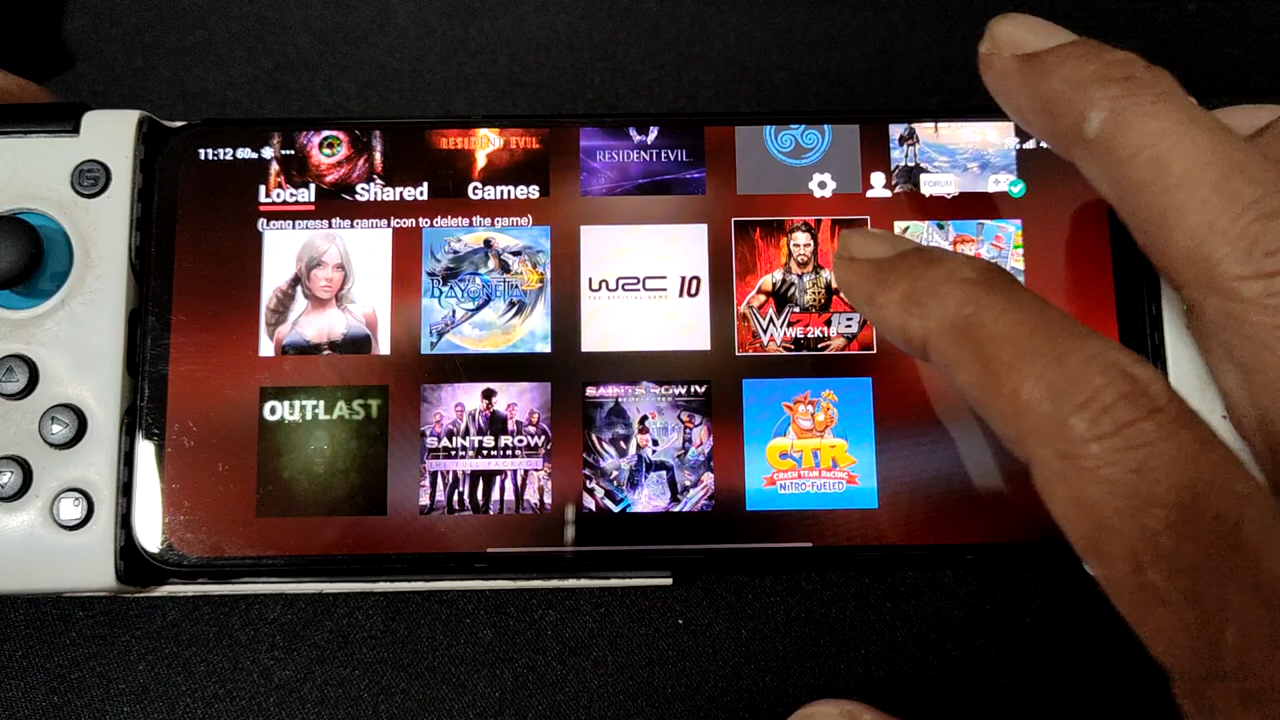 11:12
RESIDENT EVIL
RESIDENT EVIL
Local Shared Games
FORUM
(Long press the game icon to delete the game)
BAYONETTA 2
WRC 10
THE OFFICIAL GAME
W 2K18
WWE 2K18
OUTLAST
SAINTS ROW
THE THIRD
FULL PACKAGE
SAINTS ROW IV
RE-ELECTED
CTR
CRASH TEAM RACING
NITRO-FUELED
G